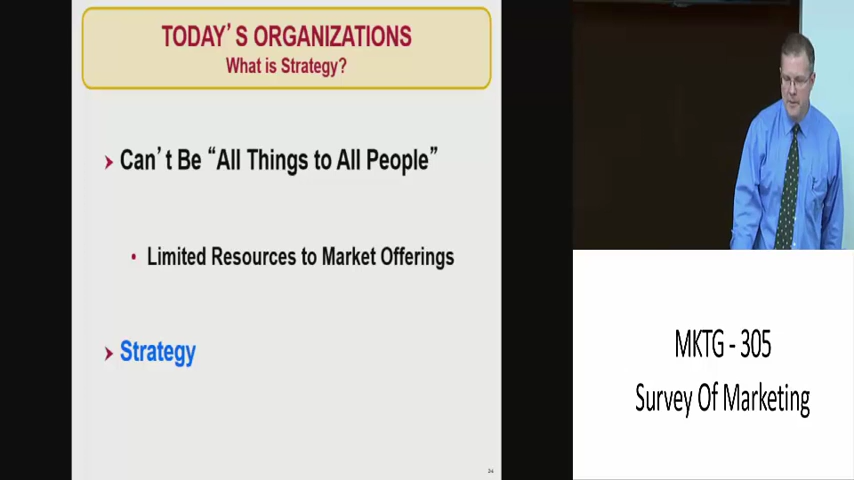 TODAY'S ORGANIZATIONS
What is Strategy?
Can't Be “All Things to All People”
Limited Resources to Market Offerings
Strategy
MKTG - 305
Survey Of Marketing